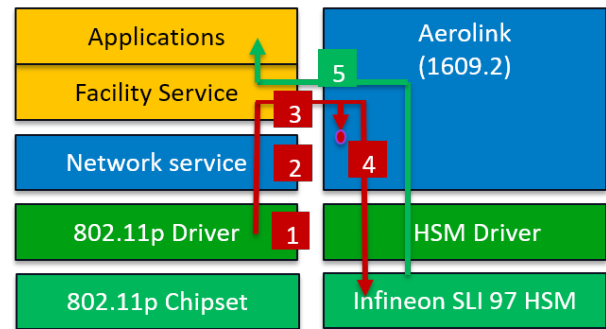 Applications
Aerolink
(1609.2)
5
Facility Service
3
Network service
2
4
802.11p Driver
1
HSM Driver
802.11p Chipset
Infineon SLI 97 HSM